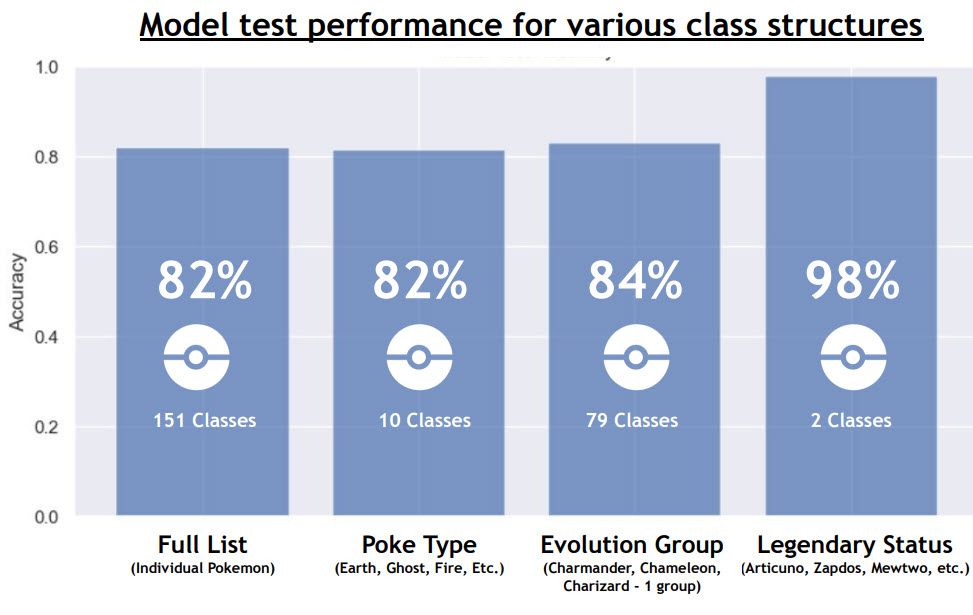 Model test performance for various class structures
1.0
0.8
0.6
0.4
0.2
0.0
Accuracy
82% 82% 84% 98%
151 Classes 10 Classes 79 Classes 2 Classes
Full List Poke Type Evolution Group Legendary Status
(Individual Pokemon) (Earth, Ghost, Fire, Etc.) (Charmander, Chameleon, (Articuno, Zapdos, Mewtwo, etc.)
Charizard - 1 group)